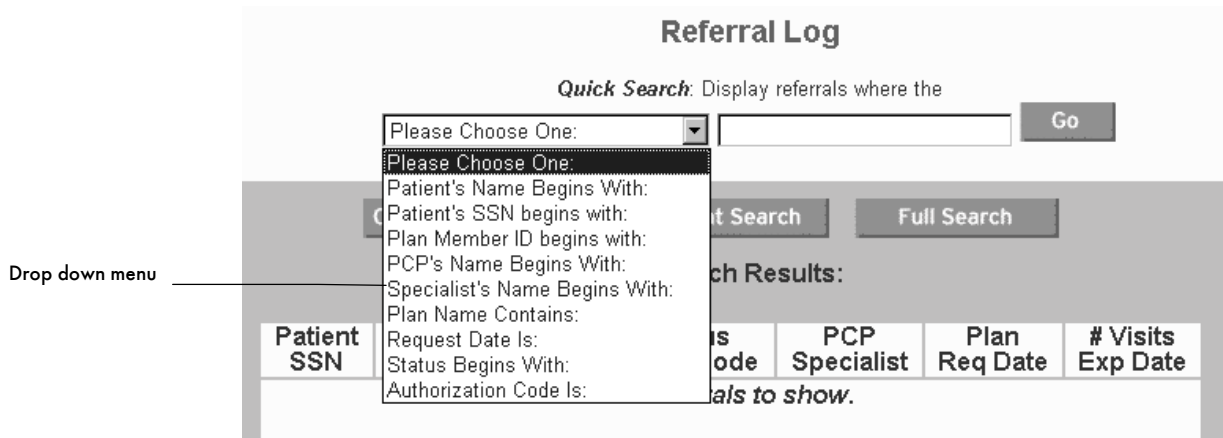 Referral Log
Quick Search: Display referrals where the
Please Choose One:
Go
Please Choose One:
Patient's Name Begins With:
Patient's SSN begins with:
Plan Member ID begins with:
PCP's Name Begins With:
Specialist's Name Begins With:
Plan Name Contains:
Request Date Is:
Status Begins With:
Authorization Code Is:
Search
Full Search
Drop down menu
Results:
Patient
SSN
PCP
Specialist
Plan
Req Date
# Visits
Exp Date
to show.